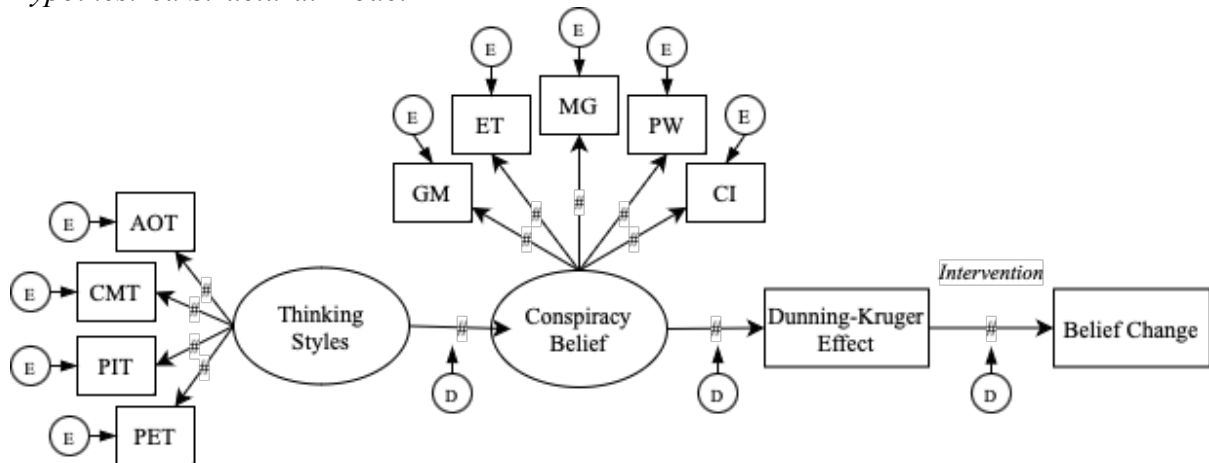 Hypothesized Structural Model
E
E
E
E
E
MG
ET
PW
GM
CI
#
#
#
#
#
E
AOT
E
CMT
E
PIT
E
PET
#
#
#
#
Thinking
Styles
#
D
Conspiracy
Belief
#
D
Dunning-Kruger
Effect
Intervention
#
D
Belief Change